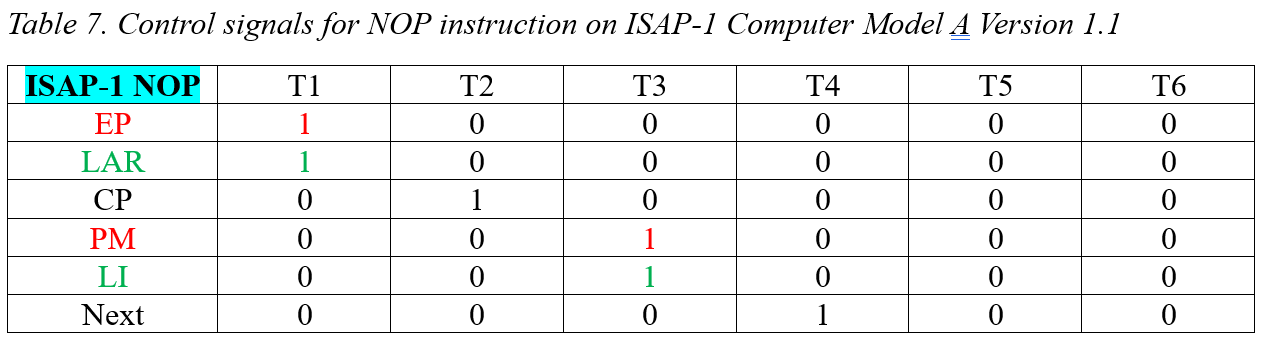 Table 7. Control signals for NOP instruction on ISAP-1 Computer Model A Version 1.1
ISAP-1 NOP T1 T2 T3 T4 T5 T6
EP 1 0 0 0 0 0
LAR 1 0 0 0 0 0
CP 0 1 0 0 0 0
PM 0 0 1 0 0 0
LI 0 0 1 0 0 0
Next 0 0 0 1 0 0